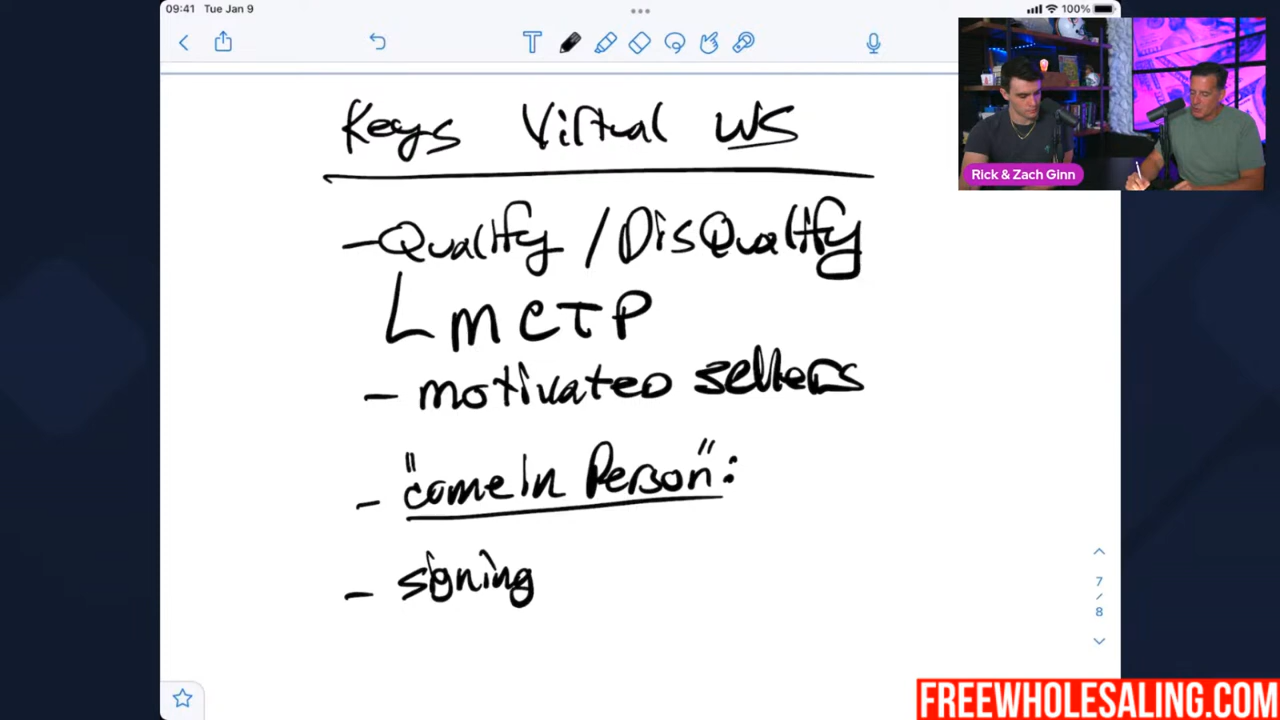 09:41 Tue Jan 9
100%
Keys Virtual WS
- Qualify / DisQualify
MCTP
- motivated sellers
- "come In Person":
- signing
Rick & Zach Ginn
7
/
8
FREEWHOLESALING.COM